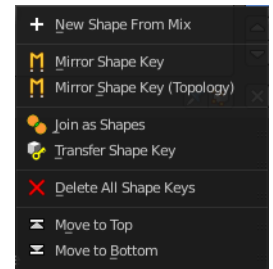 New Shape From Mix
Mirror Shape Key
Mirror Shape Key (Topology)
Join as Shapes
Transfer Shape Key
Delete All Shape Keys
Move to Top
Move to Bottom